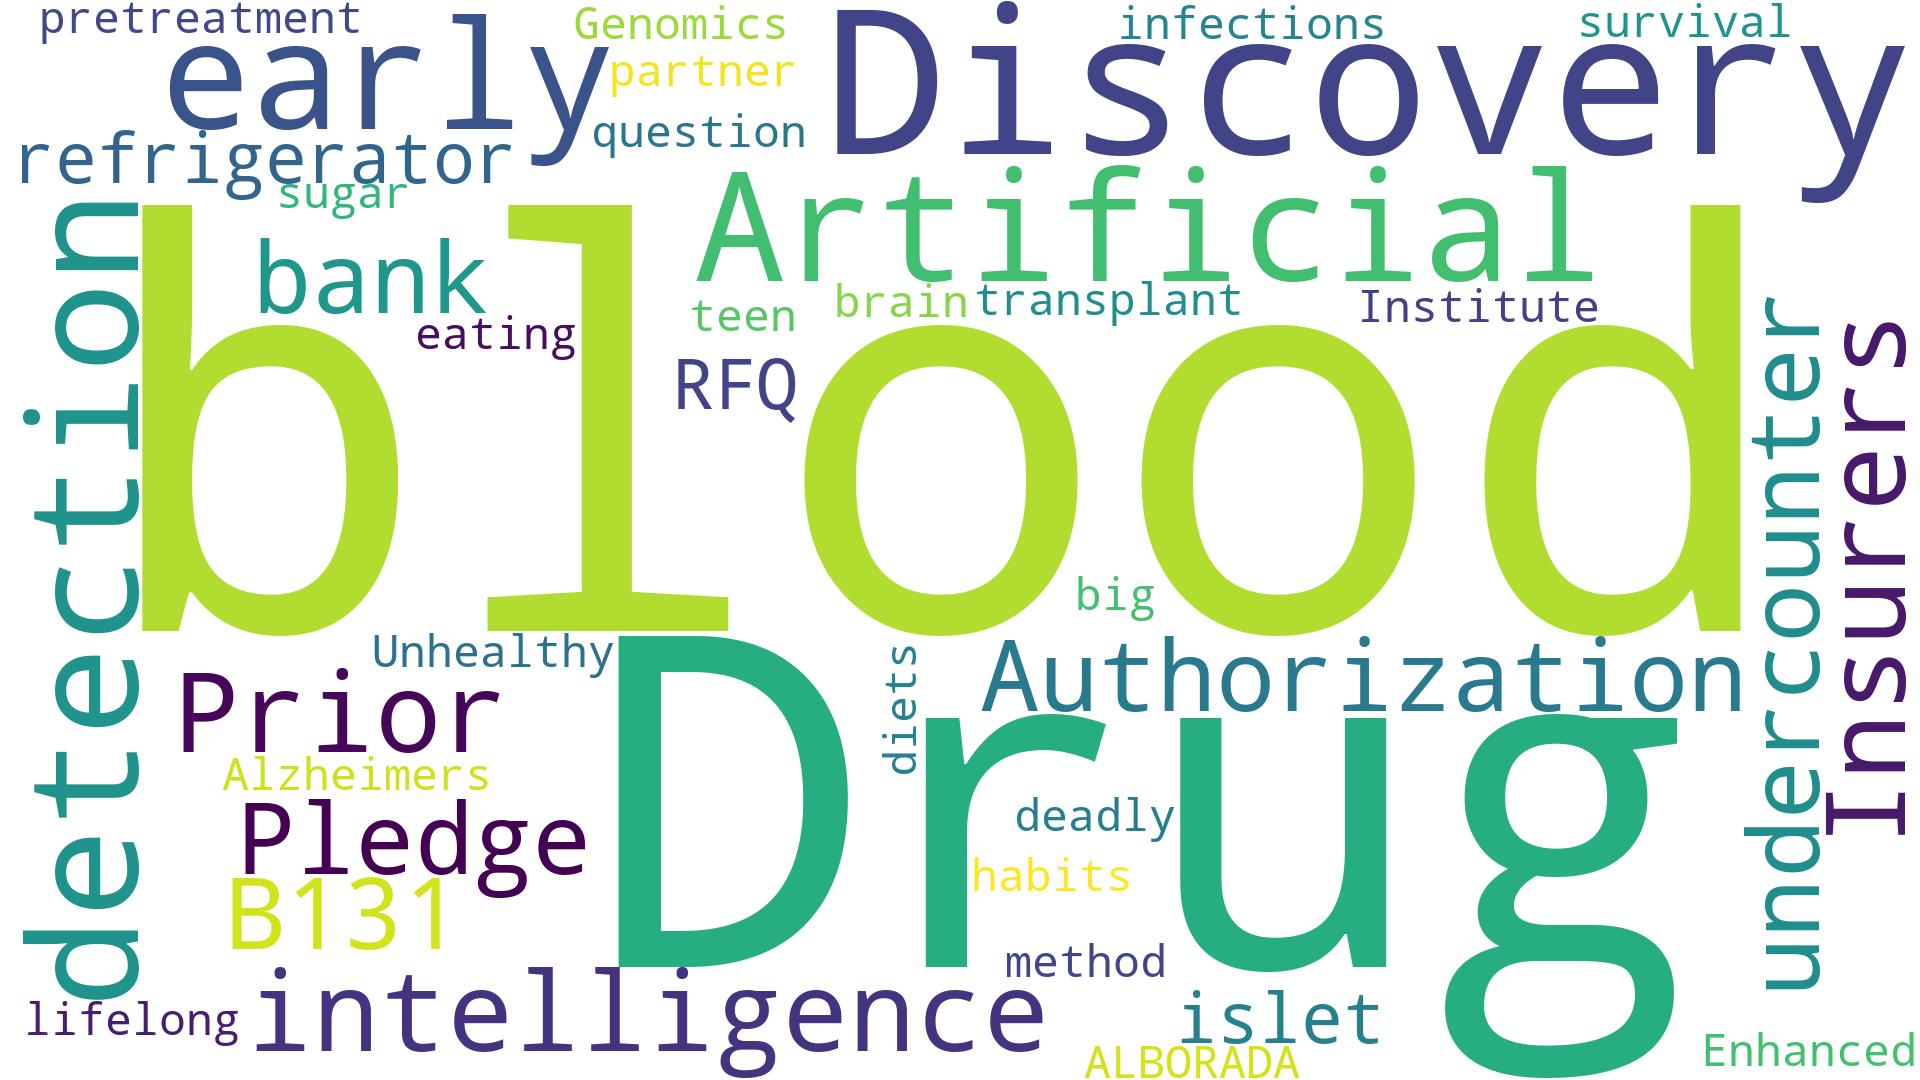 pretreatment
early
Genomics
partner
question
Discovery
infections
survival
refrigerator
sugar
bank
eating
Artificial
teen
brain
transplant
Institute
RFQ
detection
blood
big
undercounter
Insurers
Unhealthy
Prior
Alzheimers
Pledge
B131
Drug
diets
Authorization
deadly
habits
method
lifelong
intelligence
islet
ALBORADA
Enhanced